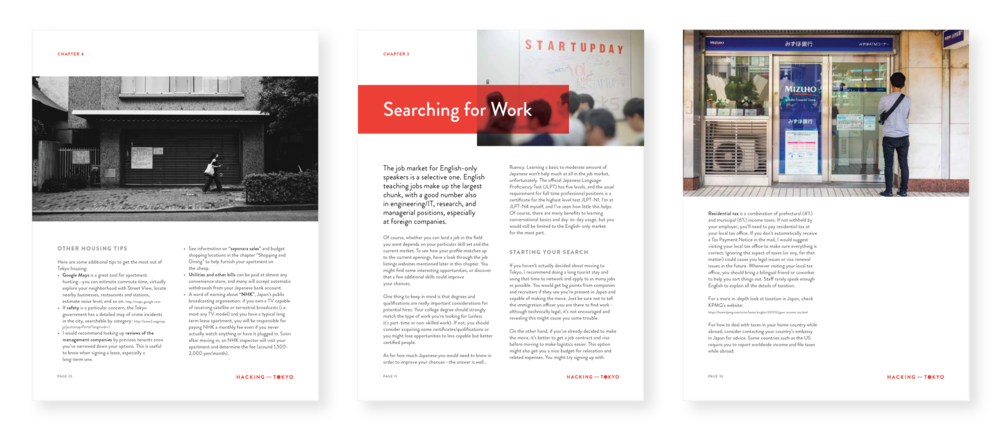 CHAPTER 4
OTHER HOUSING TIPS
Here are some additional tips to get the most out of
Tokyo housing:
• Google Maps is a great tool for apartment
hunting—you can estimate commute time, virtually
explore your neighborhood with Street View, locate
nearby businesses, restaurants and stations,
estimate noise level, and so on.
• If safety is a particular concern, the Tokyo
government has a detailed map of crime incidents
in the city, searchable by category:
• I would recommend looking up reviews of the
management companies by previous tenants once
you've narrowed down your options. This is useful
to know when signing a lease, especially a
long-term one.
• See information on "sayonara sales" and budget
shopping locations in the chapter "Shopping and
Dining" to help furnish your apartment on
the cheap.
• Utilities and other bills can be paid at almost any
convenience store, and many will accept automatic
withdrawals from your Japanese bank account.
• A word of warning about "NHK", Japan's public
broadcasting organization: if you own a TV capable
of receiving satellite or terrestrial broadcasts (i.e
most any TV model) and you have a typical long
term lease apartment, you will be responsible for
paying NHK a monthly fee even if you never
actually watch anything or have it plugged in. Soon
after moving in, an NHK inspector will visit your
apartment and determine the fee (around 1,500-
2,000 yen/month).
PAGE 25
HACKING — TOKYO
CHAPTER 3
STARTUPDAY
Searching for Work
The job market for English-only
speakers is a selective one. English
teaching jobs make up the largest
chunk, with a good number also
in engineering/IT, research, and
managerial positions, especially
at foreign companies.
Of course, whether you can land a job in the field
you want depends on your particular skill set and the
current market. To see how your profile matches up
to the current openings, have a look through the job
listings websites mentioned later in this chapter. You
might find some interesting opportunities, or discover
that a few additional skills could improve
your chances.
One thing to keep in mind is that degrees and
qualifications are really important considerations for
potential hires. Your college degree should strongly
match the type of work you're looking for (unless
it's part-time or non-skilled work). If not, you should
consider acquiring some certificates/qualifications or
you might lose opportunities to less capable but better
certified people.
As for how much Japanese you would need to know in
order to improve your chances – the answer is well...
fluency. Learning a basic to moderate amount of
Japanese won't help much at all in the job market,
unfortunately. The official Japanese Language
Proficiency Test (JLPT) has five levels, and the usual
requirement for full time professional positions is a
certificate for the highest level test JLPT-N1. I'm at
JLPT-N4 myself, and I've seen how little this helps.
Of course, there are many benefits to learning
conversational basics and day-to-day usage, but you
will still be limited to the English-only market
for the most part.
STARTING YOUR SEARCH
If you haven't actually decided about moving to
Tokyo, I recommend doing a long tourist stay and
using that time to network and apply to as many jobs
as possible. You would get big points from companies
and recruiters if they see you're present in Japan and
capable of making the move. Just be sure not to tell
the immigration officer you are there to find work -
although technically legal, it's not encouraged and
revealing this might cause you some trouble.
On the other hand, if you've already decided to make
the move, it's better to get a job contract and visa
before moving to make logistics easier. This option
might also get you a nice budget for relocation and
related expenses. You might try signing up with
PAGE 11
HACKING — TOKYO
みずほ銀行
MIZUHO
みずほ銀行
Residential tax is a combination of prefectural (4%)
and municipal (6%) income taxes. If not withheld by
your employer, you'll need to pay residential tax at
your local tax office. If you don't automatically receive
a Tax Payment Notice in the mail, I would suggest
visiting your local tax office to make sure everything is
correct. Ignoring this aspect of taxes (or any, for that
matter) could cause you legal issues or visa renewal
issues in the future. Whenever visiting your local tax
office, you should bring a bilingual friend or coworker
to help you sort things out. Staff rarely speak enough
English to explain all the details of taxation.
For a more in-depth look at taxation in Japan, check
KPMG's website:
For how to deal with taxes in your home country while
abroad, consider contacting your country's embassy
in Japan for advice. Some countries such as the US
require you to report worldwide income and file taxes
while abroad.
HACKING — TOKYO